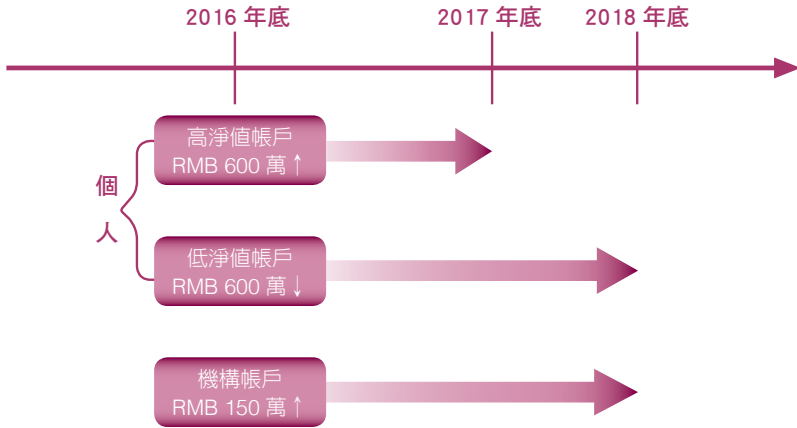 2016 年底
2017 年底
2018 年底
高淨值帳戶
RMB 600 萬↑
個
人
低淨值帳戶
RMB 600 萬↓
機構帳戶
RMB 150 萬↑